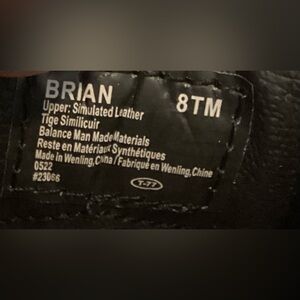 BRIAN 8TM
Upper: Simulated Leather
Tige Similicuir
Balance Man Made Materials
Reste en Matériaux Synthétiques
Made in Wenling, China / Fabriqué en Wenling, Chine
0522
#23066
T-77